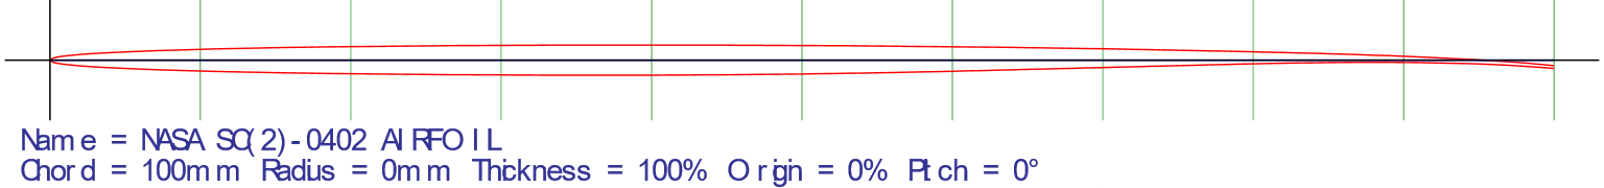 Name = NASA SC(2)-0402 AIRFOIL
Chord = 100mm Radius = 0mm Thickness = 100% Origin = 0% Pitch = 0°